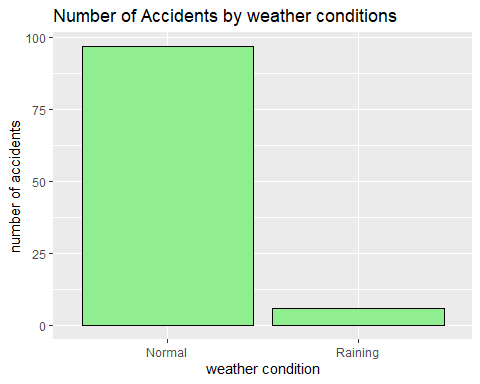 Number of Accidents by weather conditions
number of accidents
100
75
50
25
0
Normal Raining
weather condition